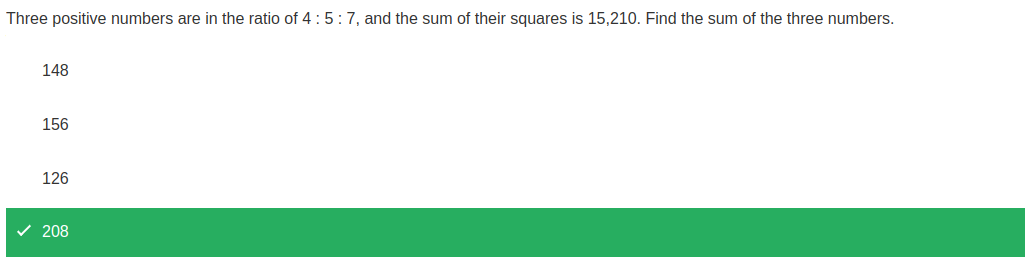 Three positive numbers are in the ratio of 4 : 5 : 7, and the sum of their squares is 15,210. Find the sum of the three numbers.
148
156
126
208